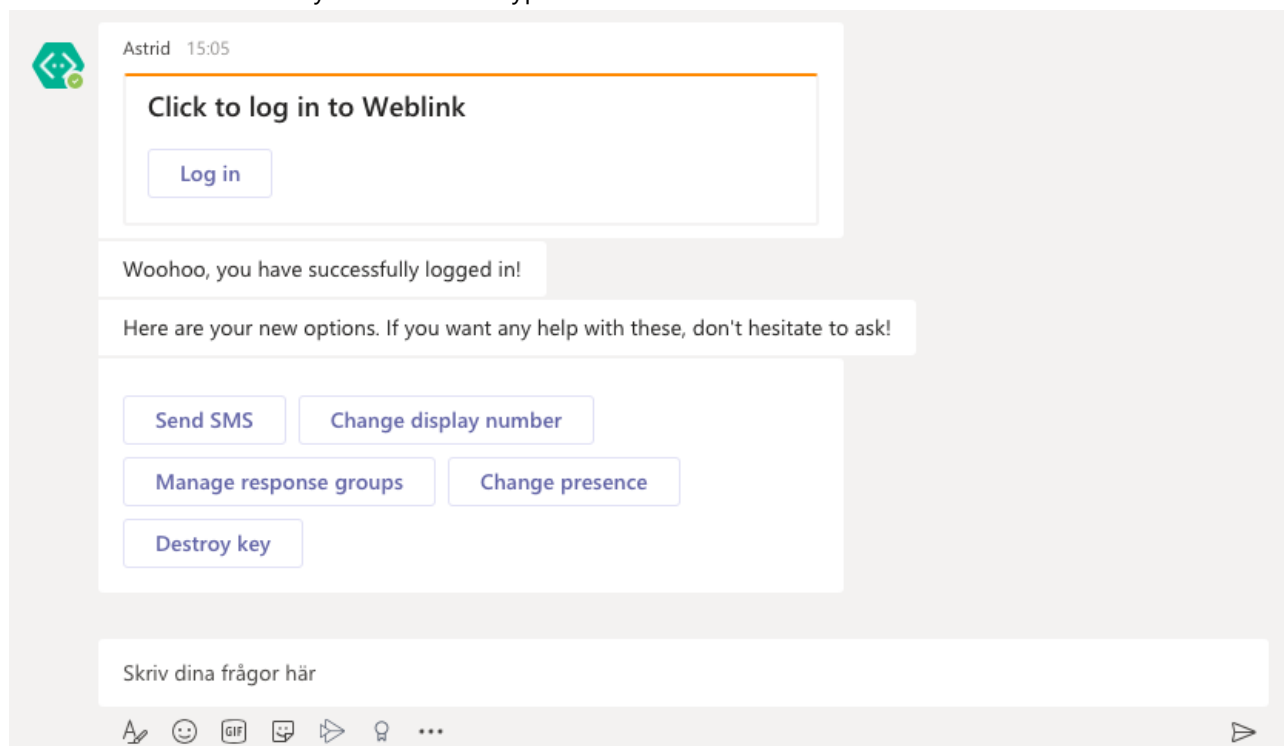 Astrid 15:05
Click to log in to Weblink
Log in
Woohoo, you have successfully logged in!
Here are your new options. If you want any help with these, don't hesitate to ask!
Send SMS Change display number
Manage response groups Change presence
Destroy key
Skriv dina frågor här
GIF